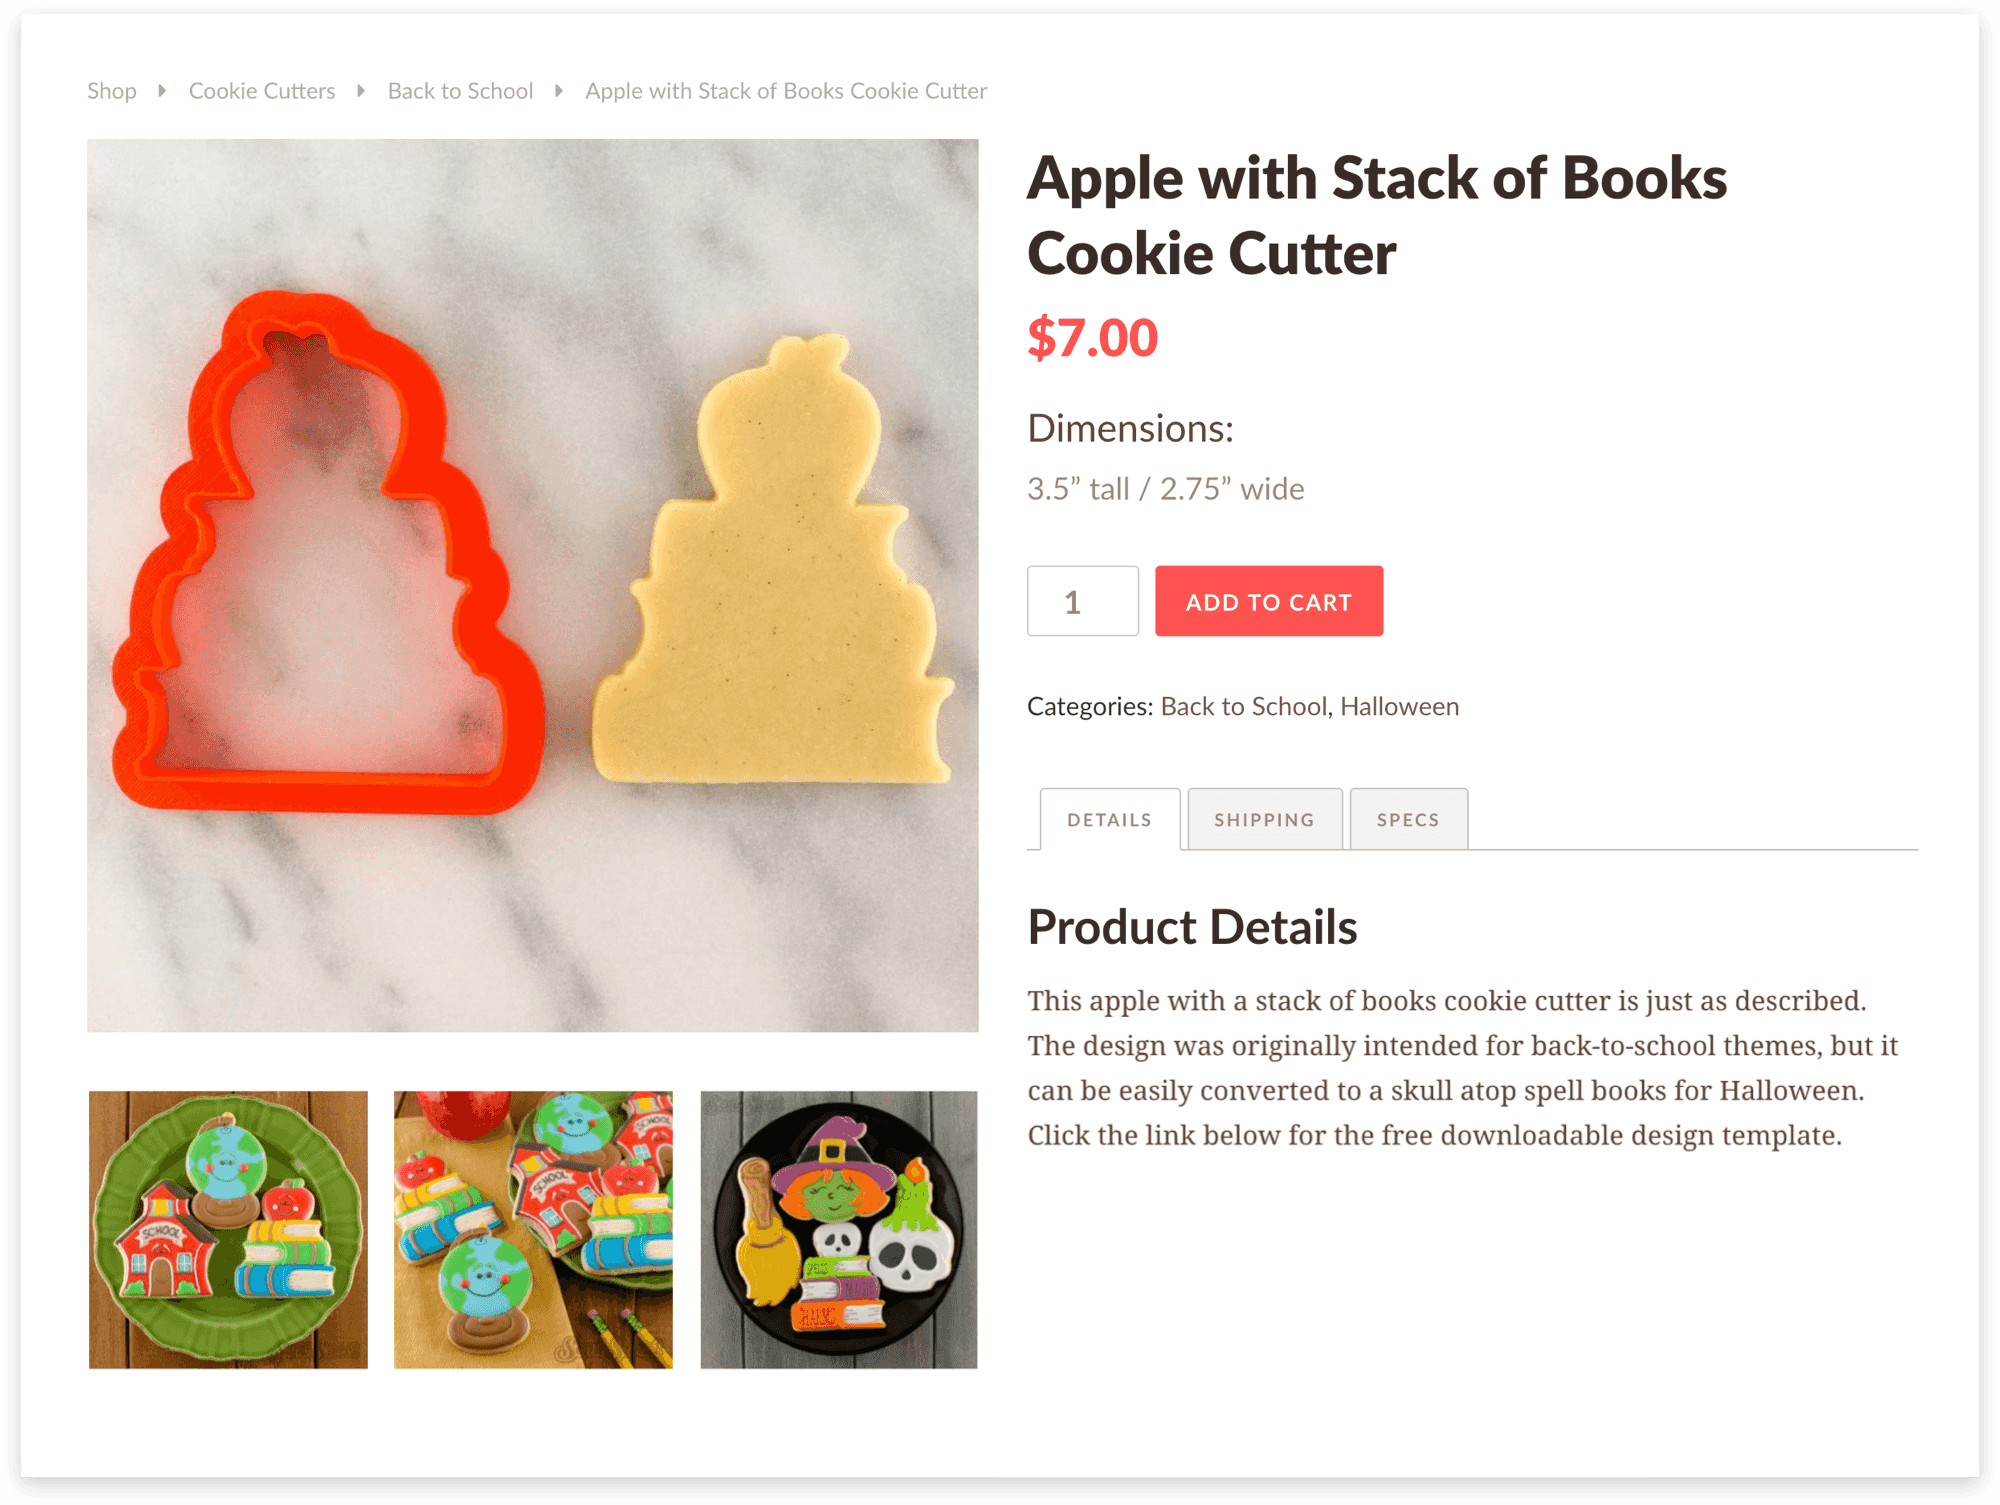 Shop Cookie Cutters Back to School Apple with Stack of Books Cookie Cutter
Apple with Stack of Books
Cookie Cutter
$7.00
Dimensions:
3.5” tall / 2.75” wide
1 ADD TO CART
Categories: Back to School, Halloween
DETAILS SHIPPING SPECS
Product Details
This apple with a stack of books cookie cutter is just as described.
The design was originally intended for back-to-school themes, but it
can be easily converted to a skull atop spell books for Halloween.
Click the link below for the free downloadable design template.
SCHOOL
SCHOOL
SCHOOL